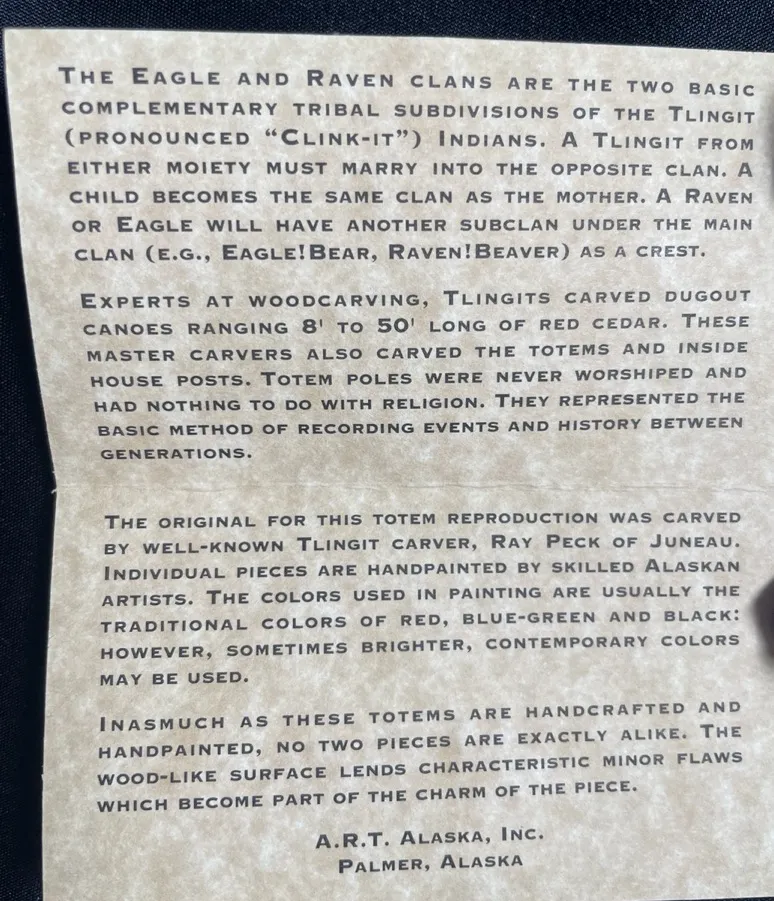 The Eagle and Raven clans are the two basic
complementary tribal subdivisions of the Tlingit
(pronounced “Clink-it”) Indians. A Tlingit from
either moiety must marry into the opposite clan. A
child becomes the same clan as the mother. A Raven
or Eagle will have another subclan under the main
clan (e.g., Eagle!Bear, Raven!Beaver) as a crest.
Experts at woodcarving, Tlingits carved dugout
canoes ranging 8' to 50' long of red cedar. These
master carvers also carved the totems and inside
house posts. Totem poles were never worshiped and
had nothing to do with religion. They represented the
basic method of recording events and history between
generations.
The original for this totem reproduction was carved
by well-known Tlingit carver, Ray Peck of Juneau.
Individual pieces are handpainted by skilled Alaskan
artists. The colors used in painting are usually the
traditional colors of red, blue-green and black:
however, sometimes brighter, contemporary colors
may be used.
Inasmuch as these totems are handcrafted and
handpainted, no two pieces are exactly alike. The
wood-like surface lends characteristic minor flaws
which become part of the charm of the piece.
A.R.T. Alaska, Inc.
Palmer, Alaska